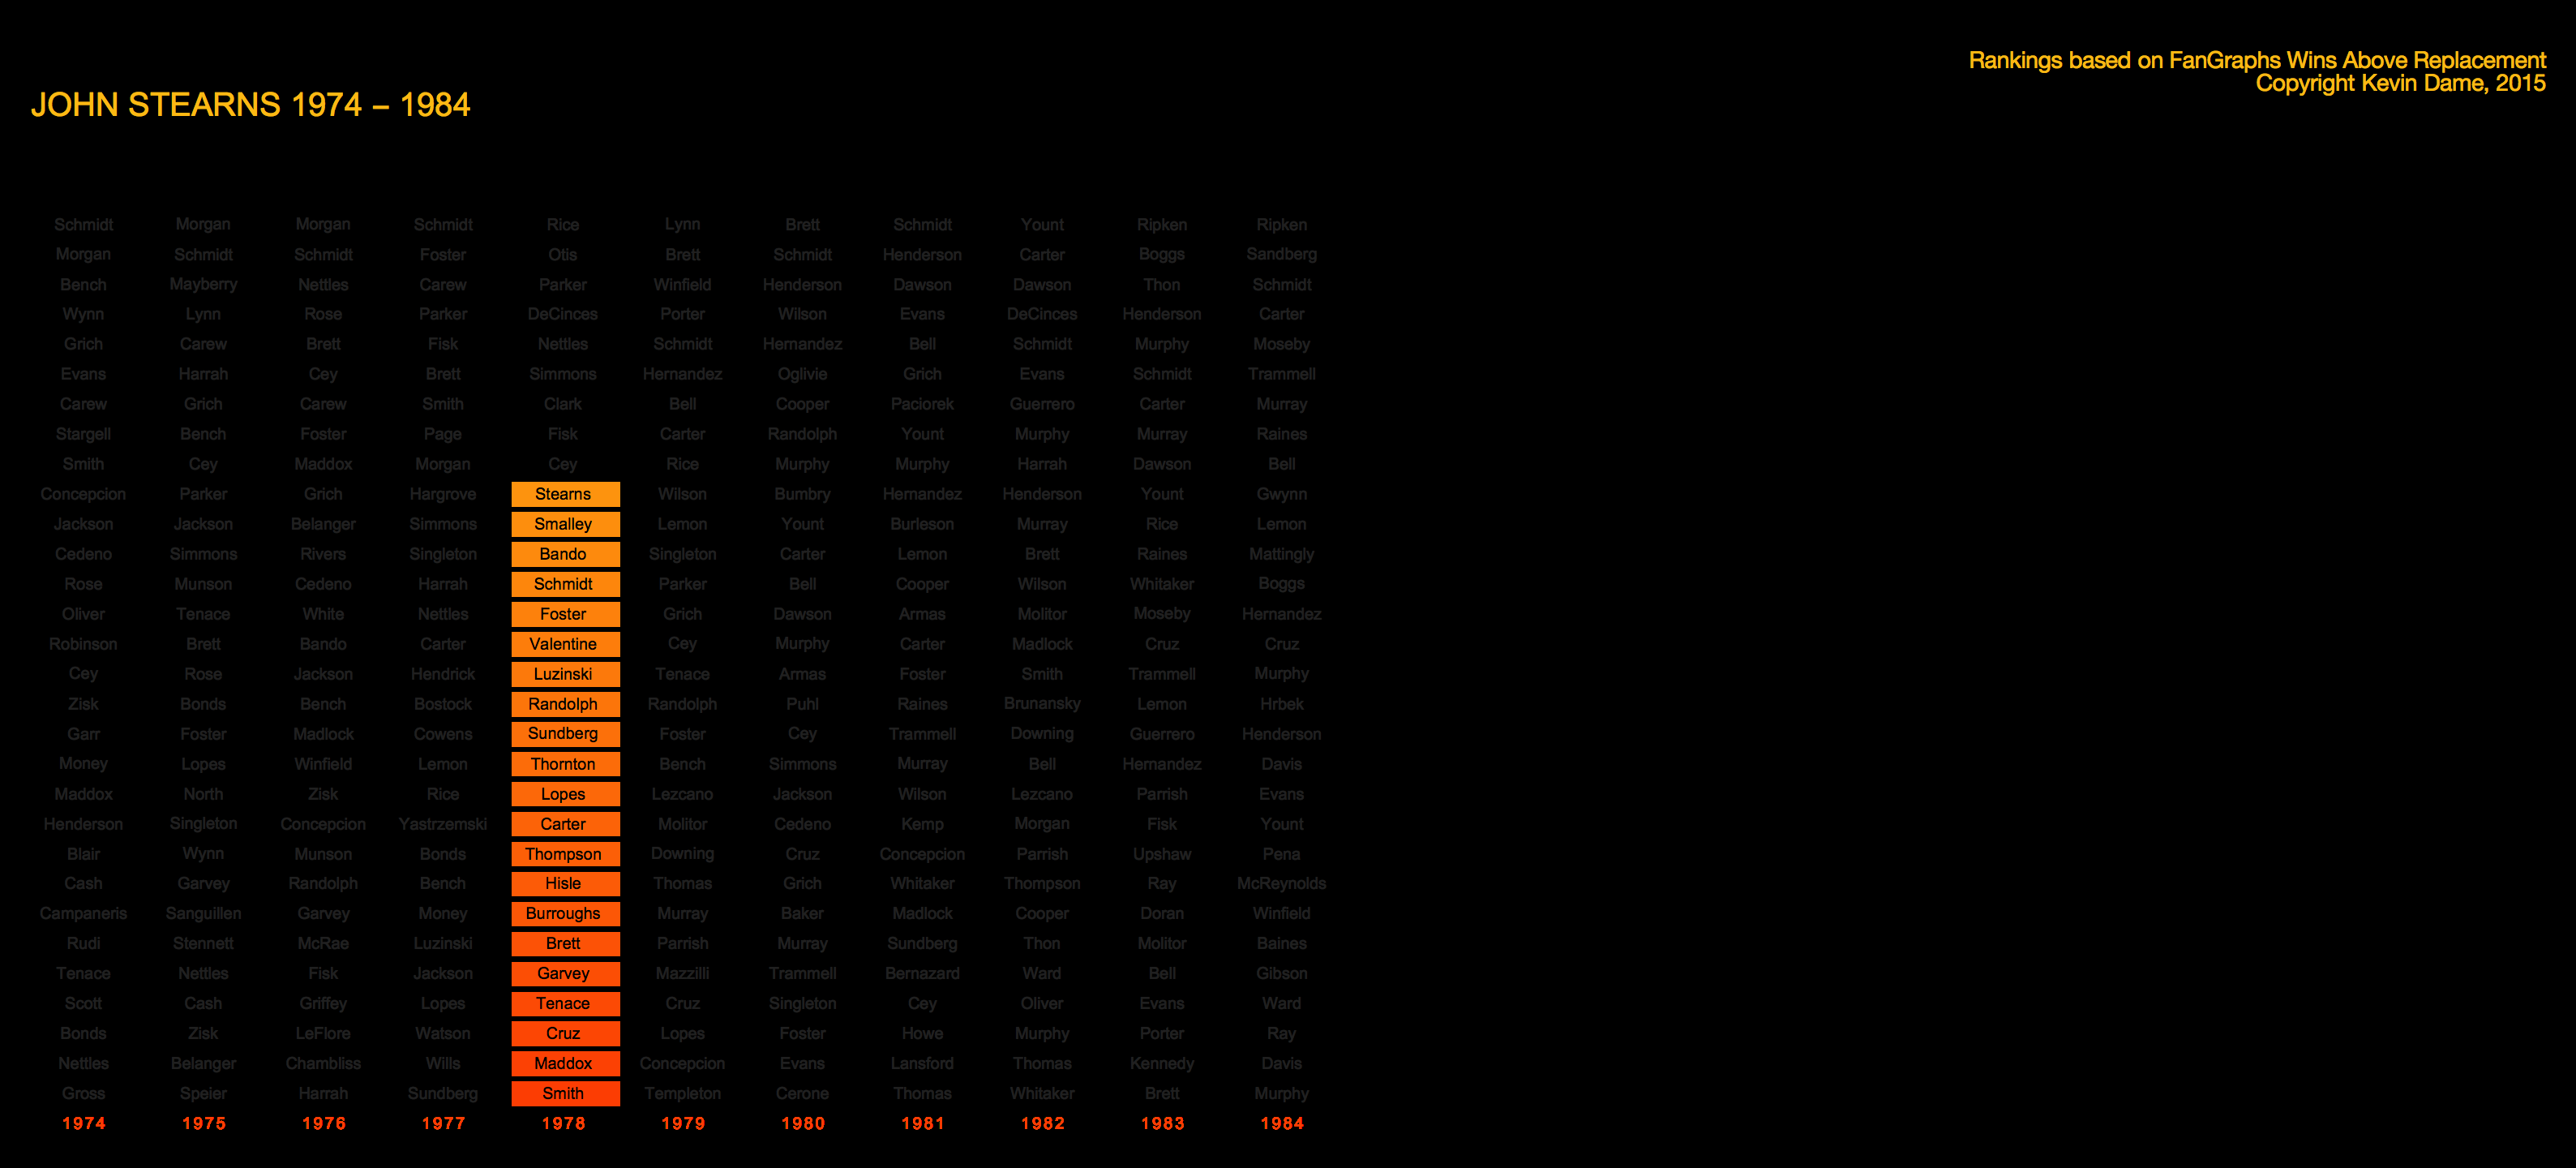 Rankings based on FanGraphs Wins Above Replacement
Copyright Kevin Dame, 2015
JOHN STEARNS 1974 – 1984
Schmidt Morgan Morgan Schmidt Rice Lynn Brett Schmidt Yount Ripken Ripken
Morgan Schmidt Schmidt Foster Otis Brett Schmidt Henderson Carter Boggs Sandberg
Bench Mayberry Nettles Carew Parker Winfield Henderson Dawson Dawson Thon Schmidt
Wynn Lynn Rose Parker DeCinces Porter Wilson Evans DeCinces Henderson Carter
Grich Carew Brett Fisk Nettles Schmidt Hernandez Bell Schmidt Murphy Moseby
Evans Harrah Cey Brett Simmons Hernandez Oglivie Grich Evans Schmidt Trammell
Carew Grich Carew Smith Clark Bell Cooper Paciorek Guerrero Carter Murray
Stargell Bench Foster Page Fisk Carter Randolph Yount Murphy Murray Raines
Smith Cey Maddox Morgan Cey Rice Murphy Murphy Harrah Dawson Bell
Concepcion Parker Grich Hargrove Stearns Wilson Bumbry Hernandez Henderson Yount Gwynn
Jackson Jackson Belanger Simmons Smalley Lemon Yount Burleson Murray Rice Lemon
Cedeno Simmons Rivers Singleton Bando Singleton Carter Lemon Brett Raines Mattingly
Rose Munson Cedeno Harrah Schmidt Parker Bell Cooper Wilson Whitaker Boggs
Oliver Tenace White Nettles Foster Grich Dawson Armas Molitor Moseby Hernandez
Robinson Brett Bando Carter Valentine Cey Murphy Carter Madlock Cruz Cruz
Cey Rose Jackson Hendrick Luzinski Tenace Armas Foster Smith Trammell Murphy
Zisk Bonds Bench Bostock Randolph Randolph Puhl Raines Brunansky Lemon Hrbek
Garr Foster Madlock Cowens Sundberg Foster Cey Trammell Downing Guerrero Henderson
Money Lopes Winfield Lemon Thornton Bench Simmons Murray Bell Hernandez Davis
Maddox North Zisk Rice Lopes Lezcano Jackson Wilson Lezcano Parrish Evans
Henderson Singleton Concepcion Yastrzemski Carter Molitor Cedeno Kemp Morgan Fisk Yount
Blair Wynn Munson Bonds Thompson Downing Cruz Concepcion Parrish Upshaw Pena
Cash Garvey Randolph Bench Hisle Thomas Grich Whitaker Thompson Ray McReynolds
Campaneris Sanguillen Garvey Money Burroughs Murray Baker Madlock Cooper Doran Winfield
Rudi Stennett McRae Luzinski Brett Parrish Murray Sundberg Thon Molitor Baines
Tenace Nettles Fisk Jackson Garvey Mazzilli Trammell Bernazard Ward Bell Gibson
Scott Cash Griffey Lopes Tenace Cruz Singleton Cey Oliver Evans Ward
Bonds Zisk LeFlore Watson Cruz Lopes Foster Howe Murphy Porter Ray
Nettles Belanger Chambliss Wills Maddox Concepcion Evans Lansford Thomas Kennedy Davis
Gross Speier Harrah Sundberg Smith Templeton Cerone Thomas Whitaker Brett Murphy
1974 1975 1976 1977 1978 1979 1980 1981 1982 1983 1984